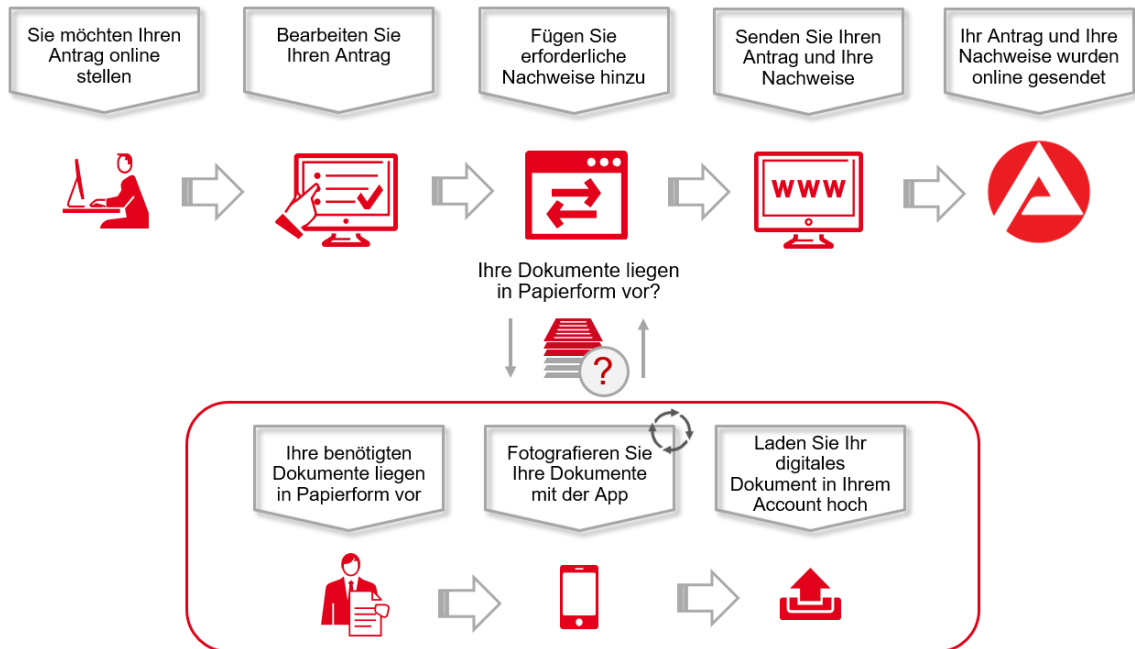 Sie möchten Ihren
Antrag online
stellen
Bearbeiten Sie
Ihren Antrag
Fügen Sie
erforderliche
Nachweise hinzu
Senden Sie Ihren
Antrag und Ihre
Nachweise
Ihr Antrag und Ihre
Nachweise wurden
online gesendet
www
Ihre Dokumente liegen
in Papierform vor?
?
Ihre benötigten
Dokumente liegen
in Papierform vor
Fotografieren Sie
Ihre Dokumente
mit der App
Laden Sie Ihr
digitales
Dokument in Ihrem
Account hoch